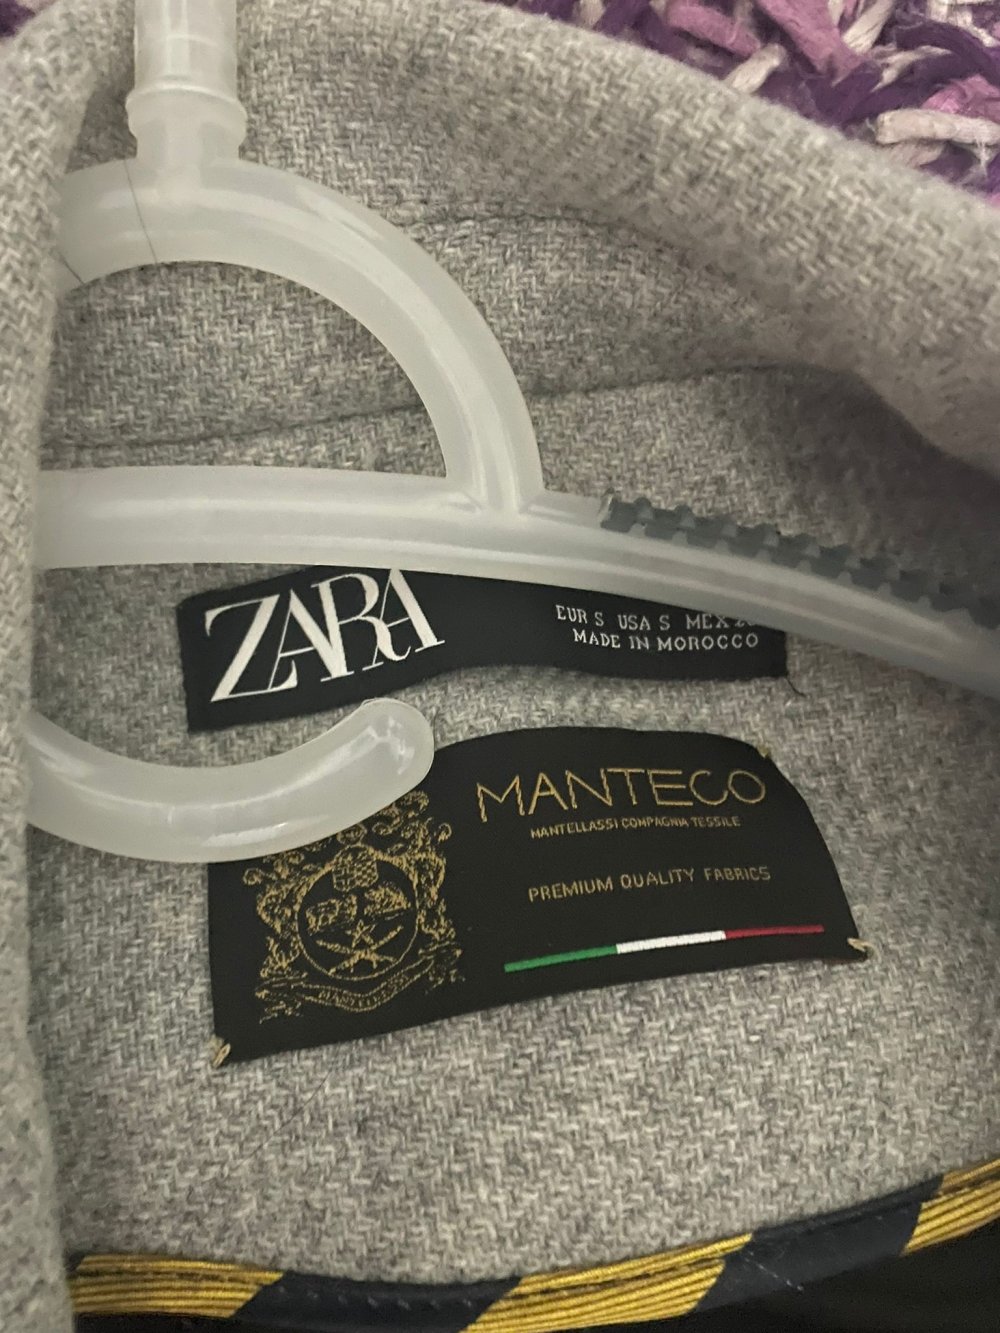 ZARA
EUR S USA S MEX
MADE IN MOROCCO
MANTECO
MANTELLASSI COMPAGNIA TESSILE
PREMIUM QUALITY FABRICS